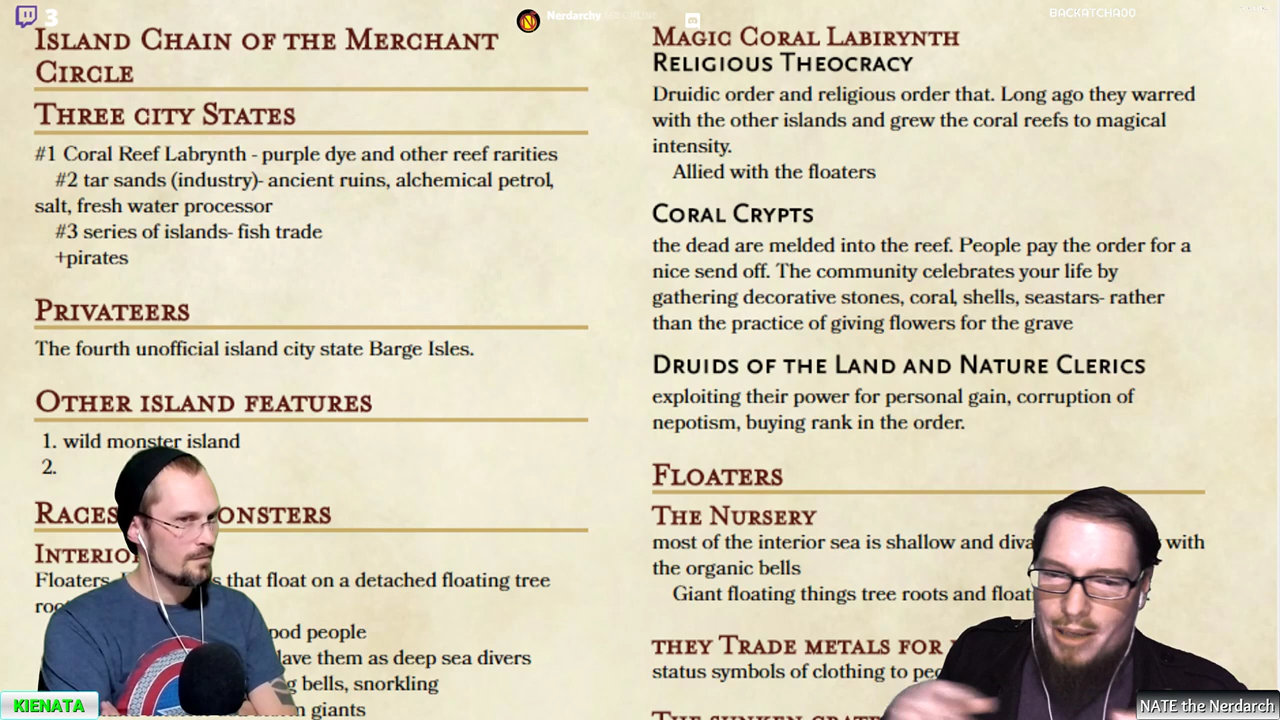 3
Nerdarchy
BACKATCHADO
ISLAND CHAIN OF THE MERCHANT
CIRCLE
THREE CITY STATES
#1 Coral Reef Labrynth - purple dye and other reef rarities
#2 tar sands (industry)- ancient ruins, alchemical petrol,
salt, fresh water processor
#3 series of islands- fish trade
+pirates
PRIVATEERS
The fourth unofficial island city state Barge Isles.
OTHER ISLAND FEATURES
1. wild monster island
2.
RACES
Floaters
that float on a detached floating tree
pod people
them as deep sea divers
bells, snorkling
giants
MAGIC CORAL LABIRYNTH
RELIGIOUS THEOCRACY
Druidic order and religious order that. Long ago they warred
with the other islands and grew the coral reefs to magical
intensity.
Allied with the floaters
CORAL CRYPTS
the dead are melded into the reef. People pay the order for a
nice send off. The community celebrates your life by
gathering decorative stones, coral, shells, seastars- rather
than the practice of giving flowers for the grave
DRUIDS OF THE LAND AND NATURE CLERICS
exploiting their power for personal gain, corruption of
nepotism, buying rank in the order.
FLOATERS
THE NURSERY
most of the interior sea is shallow and with
the organic bells
Giant floating things tree roots and
THEY TRADE METALS FOR
status symbols of clothing to
THE SUNKEN
KIENATA
NATE the Nerdarch